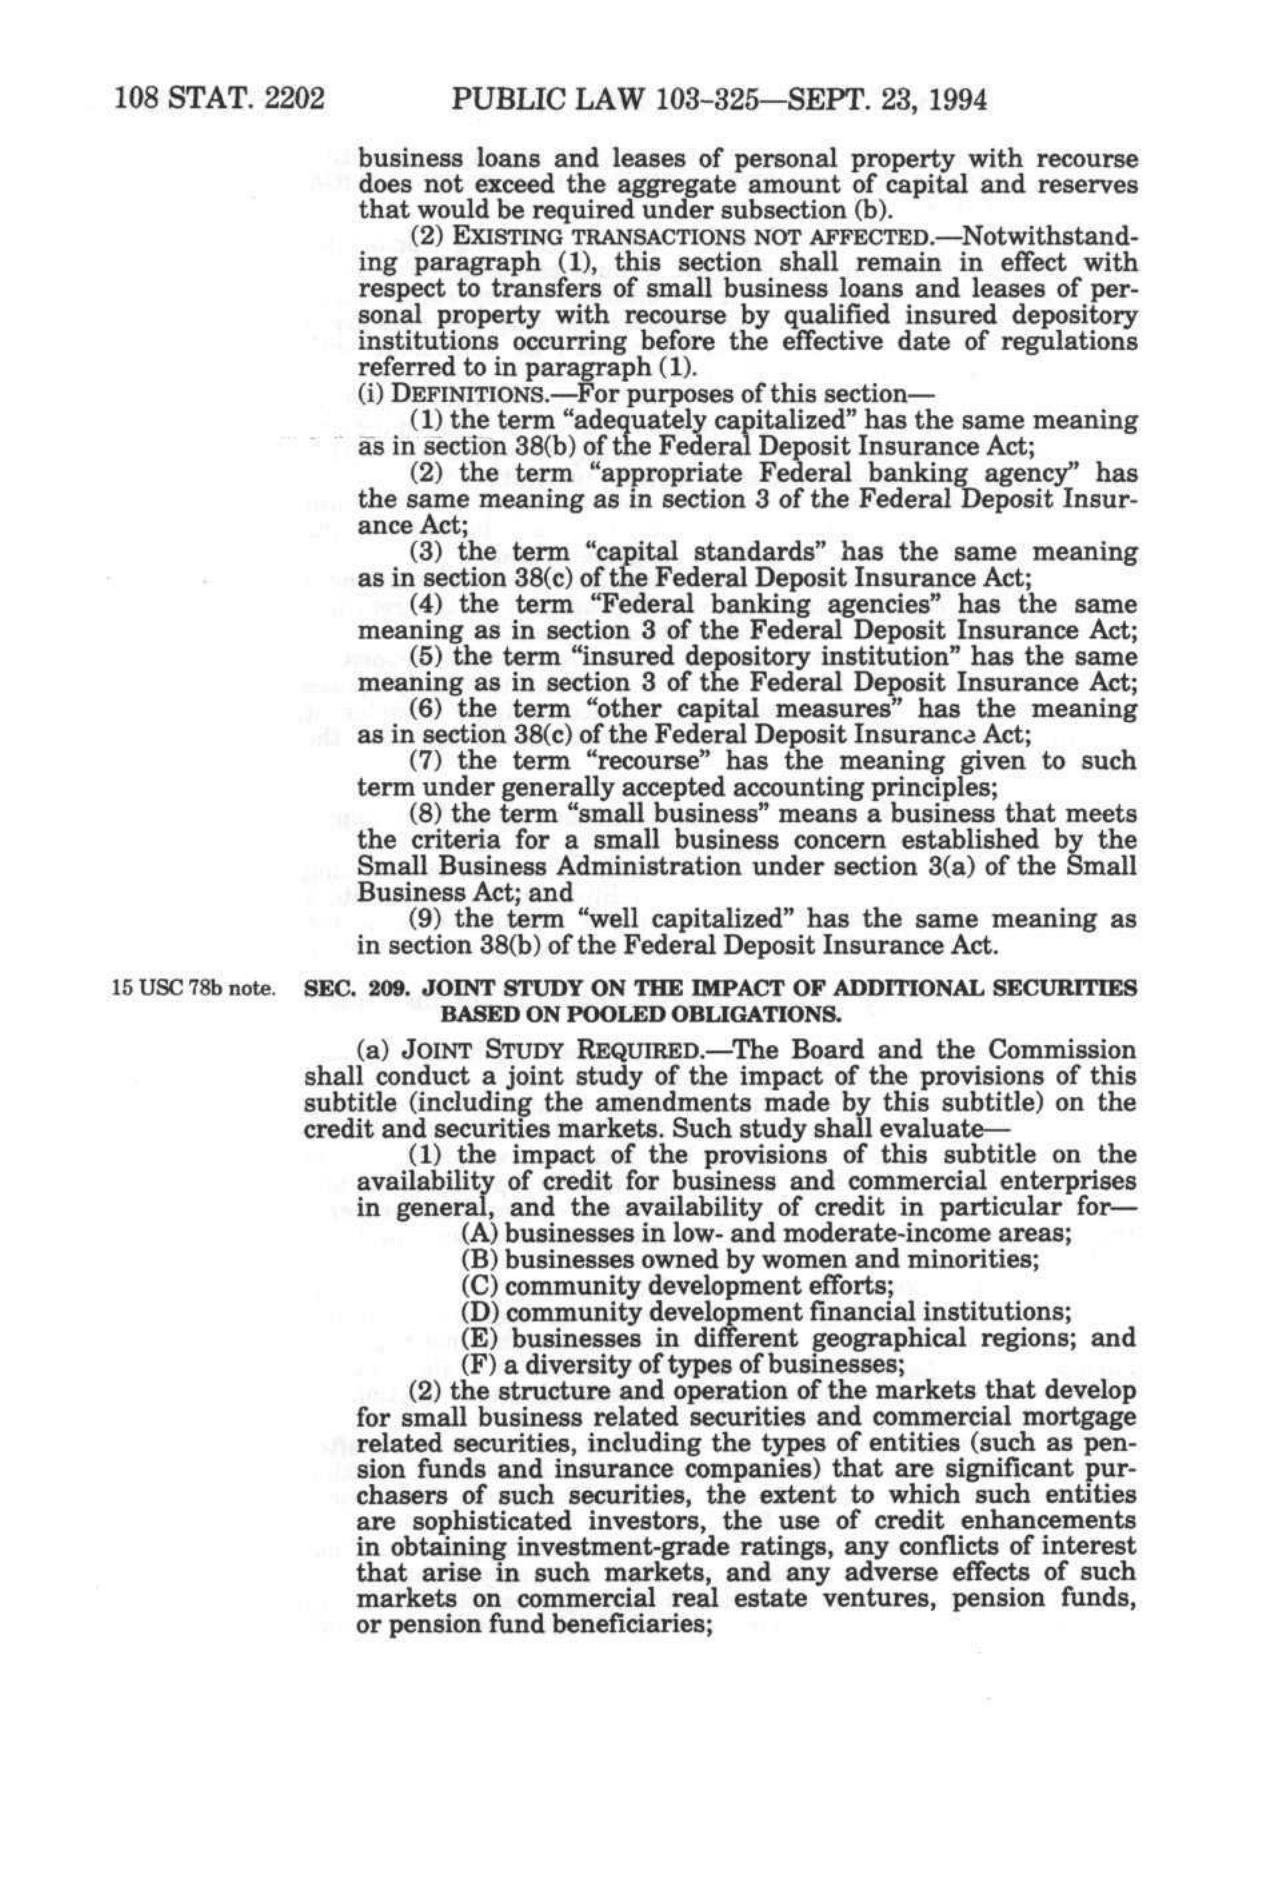 108 STAT. 2202 PUBLIC LAW 103–325—SEPT. 23, 1994
business loans and leases of personal property with recourse
does not exceed the aggregate amount of capital and reserves
that would be required under subsection (b).
(2) EXISTING TRANSACTIONS NOT AFFECTED.—Notwithstand-
ing paragraph (1), this section shall remain in effect with
respect to transfers of small business loans and leases of per-
sonal property with recourse by qualified insured depository
institutions occurring before the effective date of regulations
referred to in paragraph (1).
(i) DEFINITIONS.—For purposes of this section—
(1) the term “adequately capitalized” has the same meaning
as in section 38(b) of the Federal Deposit Insurance Act;
(2) the term “appropriate Federal banking agency” has
the same meaning as in section 3 of the Federal Deposit Insur-
ance Act;
(3) the term “capital standards” has the same meaning
as in section 38(c) of the Federal Deposit Insurance Act;
(4) the term “Federal banking agencies” has the same
meaning as in section 3 of the Federal Deposit Insurance Act;
(5) the term “insured depository institution” has the same
meaning as in section 3 of the Federal Deposit Insurance Act;
(6) the term “other capital measures” has the meaning
as in section 38(c) of the Federal Deposit Insurance Act;
(7) the term “recourse” has the meaning given to such
term under generally accepted accounting principles;
(8) the term “small business” means a business that meets
the criteria for a small business concern established by the
Small Business Administration under section 3(a) of the Small
Business Act; and
(9) the term “well capitalized” has the same meaning as
in section 38(b) of the Federal Deposit Insurance Act.
15 USC 78b note. SEC. 209. JOINT STUDY ON THE IMPACT OF ADDITIONAL SECURITIES
BASED ON POOLED OBLIGATIONS.
(a) JOINT STUDY REQUIRED.—The Board and the Commission
shall conduct a joint study of the impact of the provisions of this
subtitle (including the amendments made by this subtitle) on the
credit and securities markets. Such study shall evaluate—
(1) the impact of the provisions of this subtitle on the
availability of credit for business and commercial enterprises
in general, and the availability of credit in particular for—
(A) businesses in low- and moderate-income areas;
(B) businesses owned by women and minorities;
(C) community development efforts;
(D) community development financial institutions;
(E) businesses in different geographical regions; and
(F) a diversity of types of businesses;
(2) the structure and operation of the markets that develop
for small business related securities and commercial mortgage
related securities, including the types of entities (such as pen-
sion funds and insurance companies) that are significant pur-
chasers of such securities, the extent to which such entities
are sophisticated investors, the use of credit enhancements
in obtaining investment-grade ratings, any conflicts of interest
that arise in such markets, and any adverse effects of such
markets on commercial real estate ventures, pension funds,
or pension fund beneficiaries;